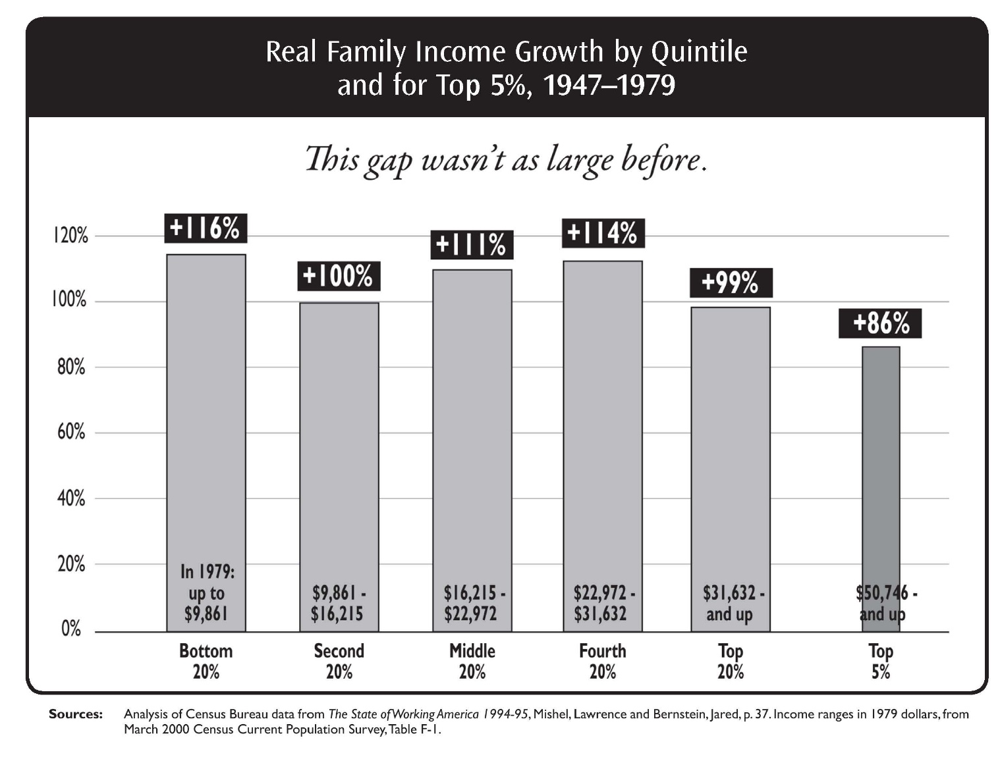 Real Family Income Growth by Quintile
and for Top 5%, 1947–1979
This gap wasn't as large before.
120%
100%
80%
60%
40%
20%
0%
+116%
+100%
+111%
+114%
+99%
+86%
In 1979:
up to
$9,861
$9,861 -
$16,215
$16,215 -
$22,972
$22,972 -
$31,632
$31,632 -
and up
$50,746 -
and up
Bottom
20%
Second
20%
Middle
20%
Fourth
20%
Top
20%
Top
5%
Sources: Analysis of Census Bureau data from The State of Working America 1994-95, Mishel, Lawrence and Bernstein, Jared, p. 37. Income ranges in 1979 dollars, from
March 2000 Census Current Population Survey, Table F-1.